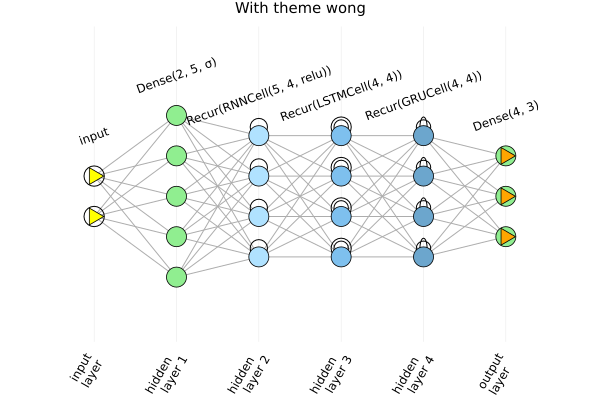 With theme wong
input
Dense(2, 5, σ)
Recur(RNNCell(5, 4, relu))
Recur(LSTMCell(4, 4))
Recur(GRUCell(4, 4))
Dense(4, 3)
input
layer
hidden
layer 1
hidden
layer 2
hidden
layer 3
hidden
layer 4
output
layer